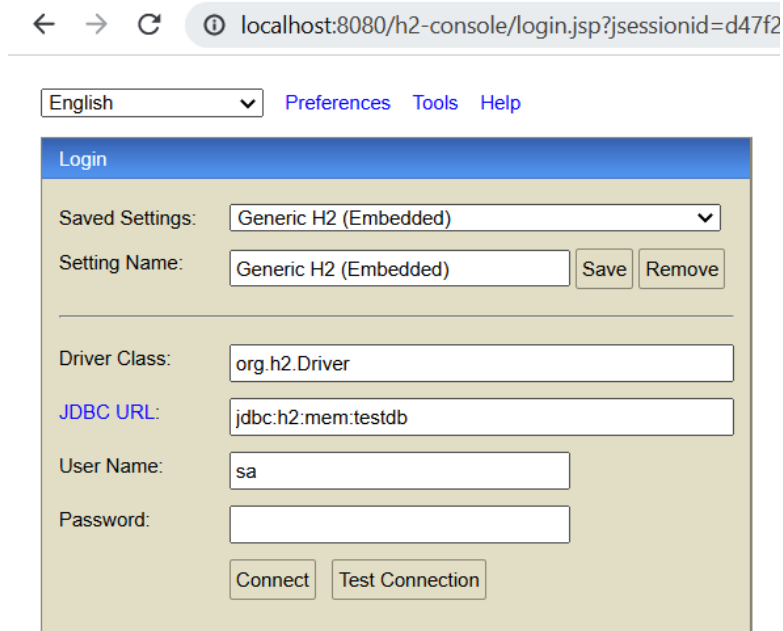 localhost:8080/h2-console/login.jsp?jsessionid=d47f2
English Preferences Tools Help
Login
Saved Settings: Generic H2 (Embedded)
Setting Name: Generic H2 (Embedded) Save Remove
Driver Class: org.h2.Driver
JDBC URL: jdbc:h2:mem:testdb
User Name: sa
Password:
Connect Test Connection